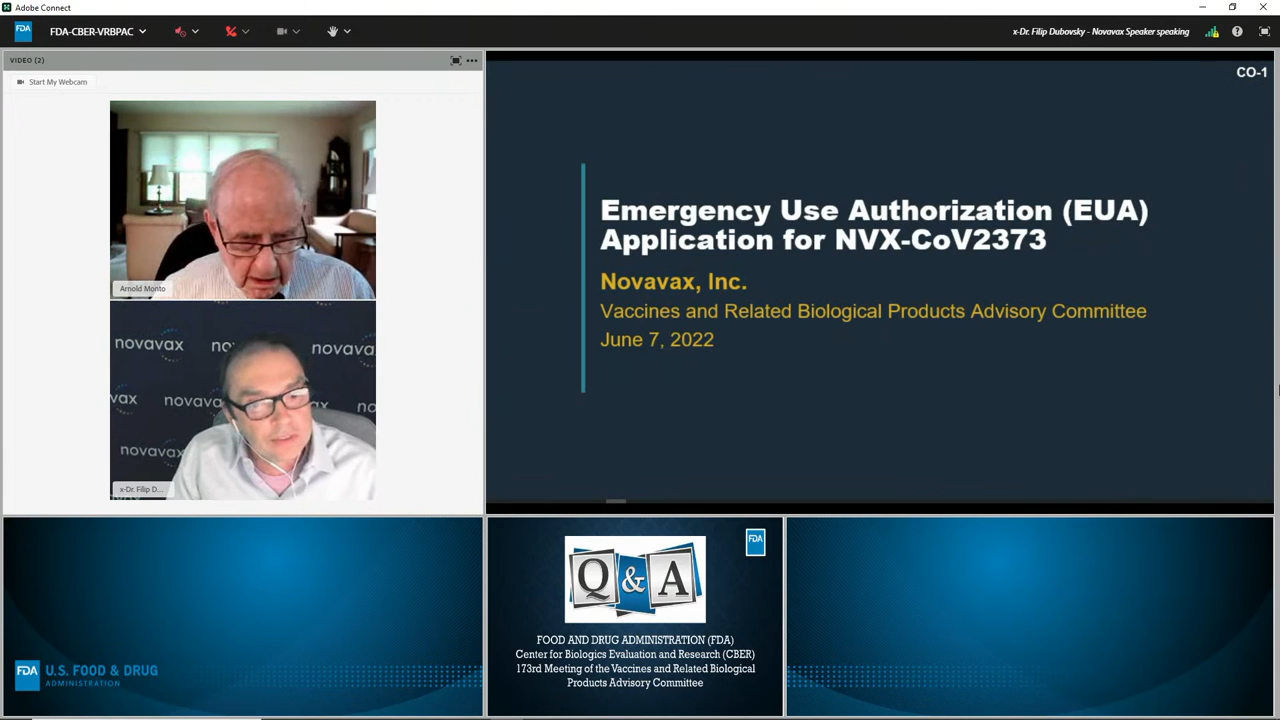 Adobe Connect
FDA
FDA-CBER-VRBPAC
x-Dr. Filip Dubovsky - Novavax Speaker speaking
VIDEO (2)
Start My Webcam
Arnold Monto
novavax
novavax
novavax
novavax
x-Dr. Filip D...
CO-1
Emergency Use Authorization (EUA)
Application for NVX-CoV2373
Novavax, Inc.
Vaccines and Related Biological Products Advisory Committee
June 7, 2022
FDA
U.S. FOOD & DRUG
ADMINISTRATION
FDA
Q & A
FOOD AND DRUG ADMINISTRATION (FDA)
Center for Biologics Evaluation and Research (CBER)
173rd Meeting of the Vaccines and Related Biological
Products Advisory Committee